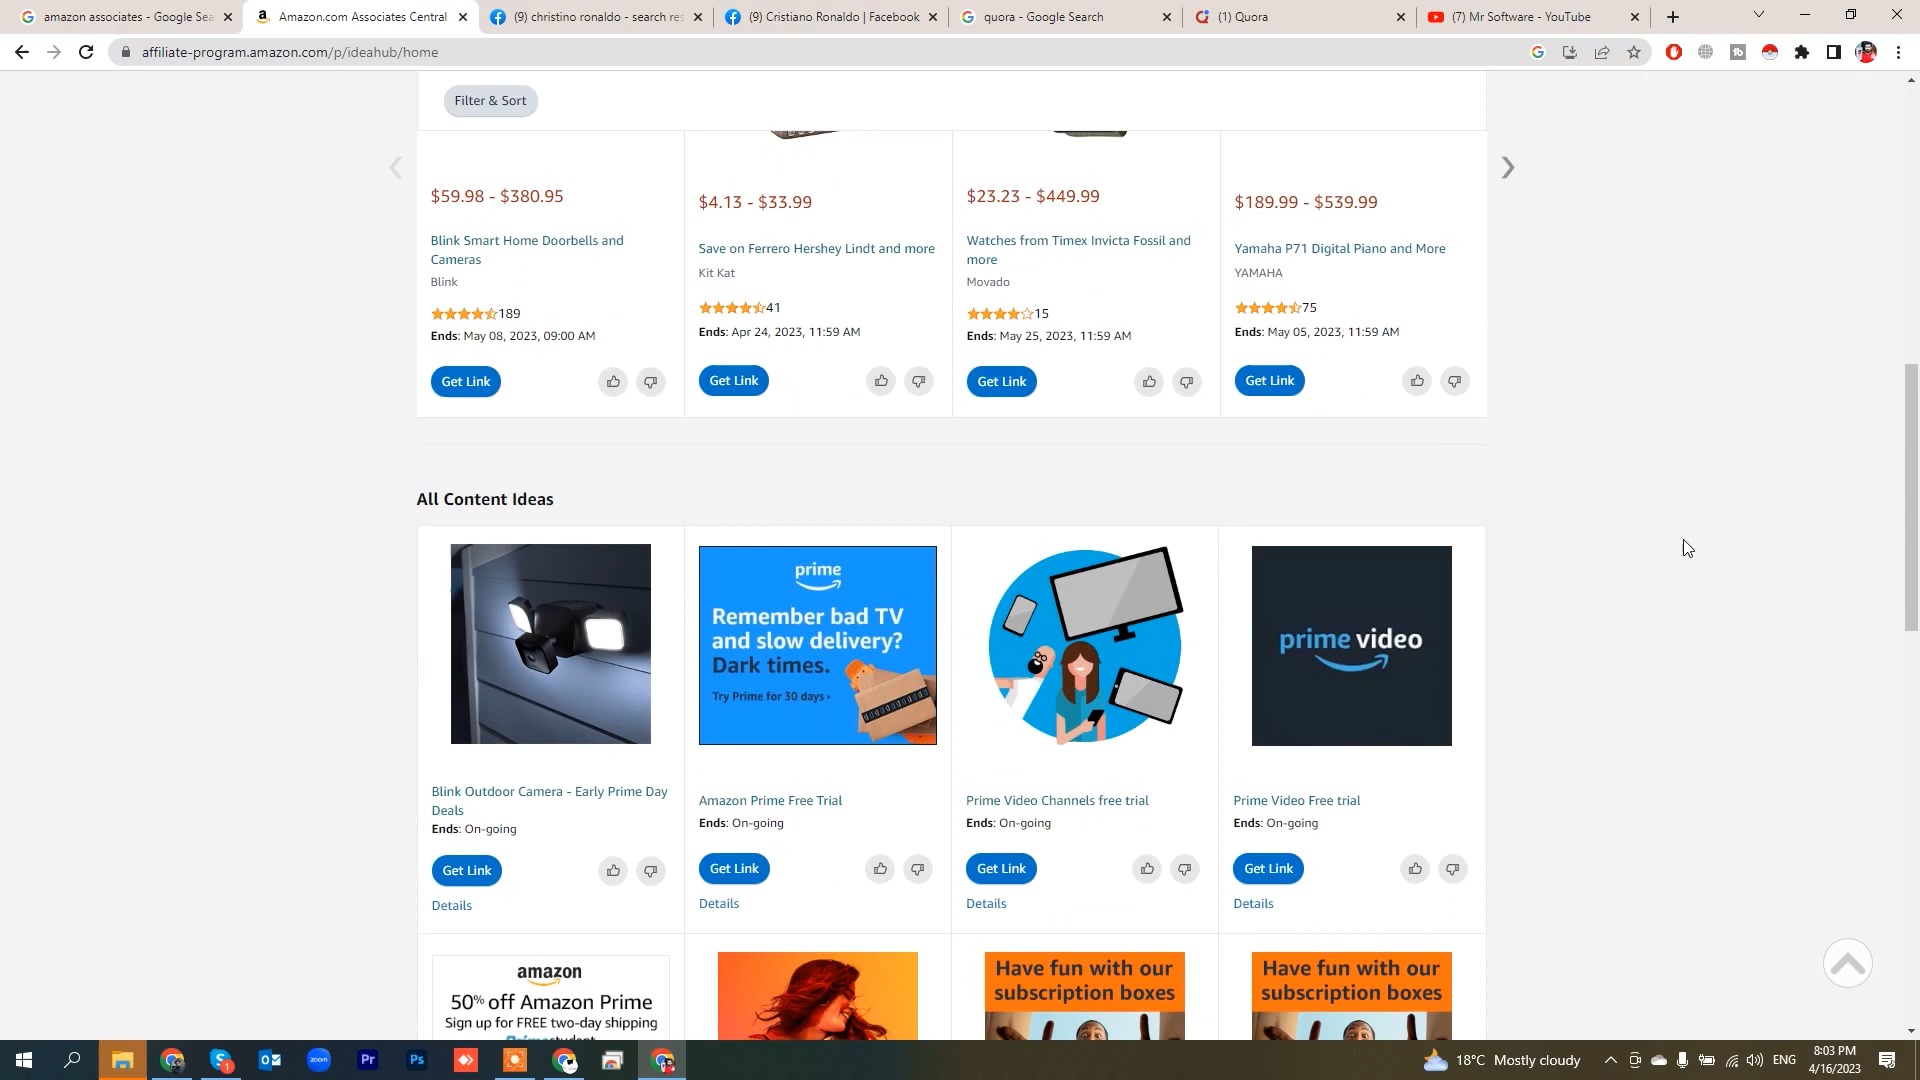 amazon associates - Google Sea
Amazon.com Associates Central
(9) christino ronaldo - search res
(9) Cristiano Ronaldo | Facebook
quora - Google Search
(1) Quora
(7) Mr Software - YouTube
affiliate-program.amazon.com/p/ideahub/home
Filter & Sort
$59.98 - $380.95
$4.13 - $33.99
$23.23 - $449.99
$189.99 - $539.99
Blink Smart Home Doorbells and
Cameras
Blink
Save on Ferrero Hershey Lindt and more
Kit Kat
Watches from Timex Invicta Fossil and
more
Movado
Yamaha P71 Digital Piano and More
YAMAHA
189
41
15
75
Ends: May 08, 2023, 09:00 AM
Ends: Apr 24, 2023, 11:59 AM
Ends: May 25, 2023, 11:59 AM
Ends: May 05, 2023, 11:59 AM
Get Link
Get Link
Get Link
Get Link
All Content Ideas
prime
Remember bad TV
and slow delivery?
Dark times.
Try Prime for 30 days ›
prime video
Blink Outdoor Camera - Early Prime Day
Deals
Ends: On-going
Amazon Prime Free Trial
Ends: On-going
Prime Video Channels free trial
Ends: On-going
Prime Video Free trial
Ends: On-going
Get Link
Get Link
Get Link
Get Link
Details
Details
Details
Details
amazon
50% off Amazon Prime
Sign up for FREE two-day shipping
Have fun with our
subscription boxes
Have fun with our
subscription boxes
zoom
Pr
Ps
18°C Mostly cloudy
ENG
8:03 PM
4/16/2023